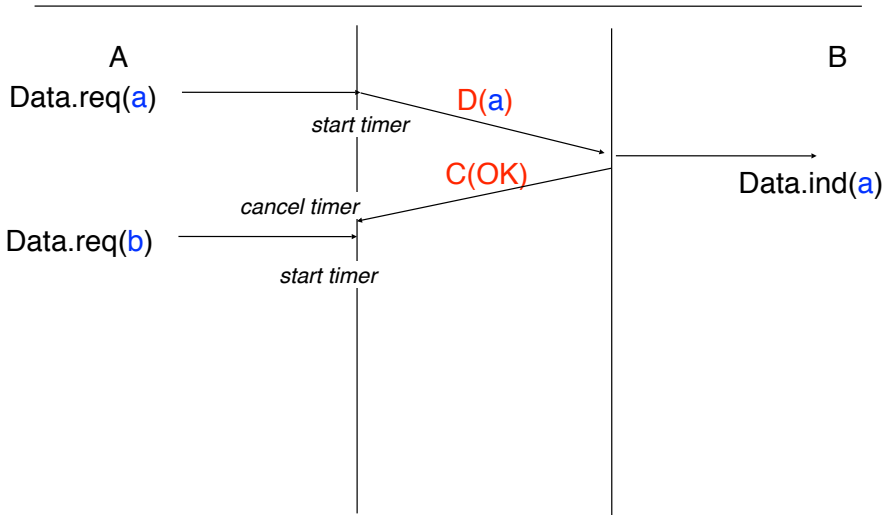 A
B
Data.req(a)
D(a)
start timer
C(OK)
Data.ind(a)
cancel timer
Data.req(b)
start timer